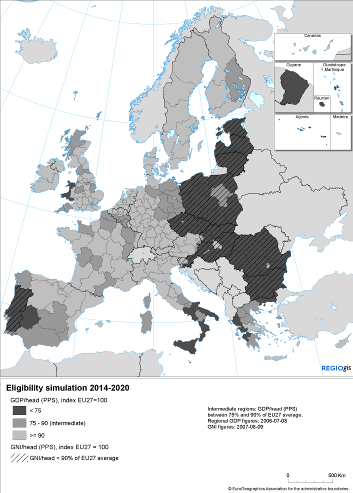 Canarias
Guyane
Guadeloupe
Martinique
Réunion
Açores
Madeira
REGIOgis
Eligibility simulation 2014-2020
GDP/head (PPS), index EU27=100
< 75
75 - 90 (intermediate)
>= 90
GNI/head (PPS), index EU27 = 100
GNI/head < 90% of EU27 average
Intermediate regions: GDP/head (PPS)
between 75% and 90% of EU27 average.
Regional GDP figures: 2006-07-08
GNI figures: 2007-08-09
0
500 Km
© EuroGeographics Association for the administrative boundaries